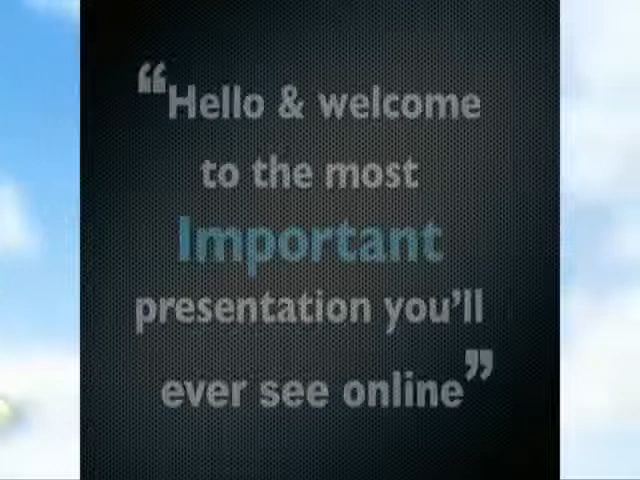 “Hello & welcome
to the most
Important
presentation you’ll
ever see online”